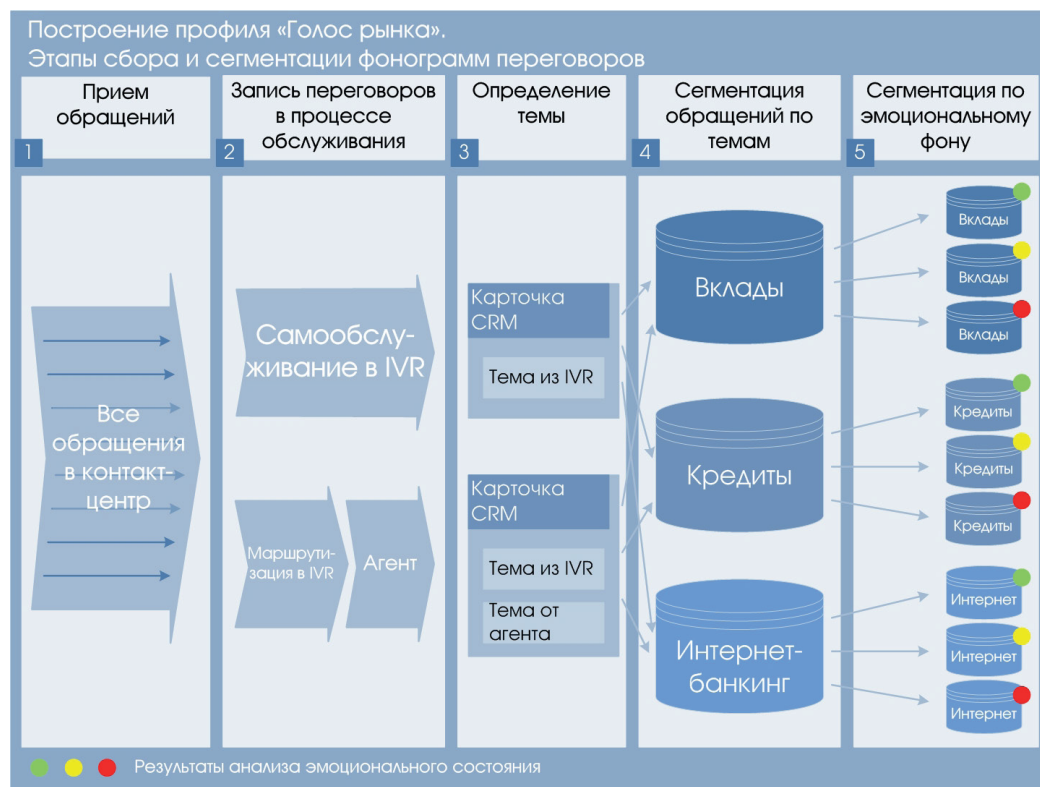 Построение профиля «Голос рынка».
Этапы сбора и сегментации фонограмм переговоров
Прием
обращений
1
Запись переговоров
в процессе
обслуживания
2
Определение
темы
3
Сегментация
обращений по
темам
4
Сегментация по
эмоциональному
фону
5
Все
обращения
в контакт-
центр
Самообслу-
живание в IVR
Маршрути-
зация в IVR
Агент
Карточка
CRM
Тема из IVR
Карточка
CRM
Тема из IVR
Тема от
агента
Вклады
Кредиты
Интернет-
банкинг
Вклады
Вклады
Вклады
Кредиты
Кредиты
Кредиты
Интернет
Интернет
Интернет
Результаты анализа эмоционального состояния